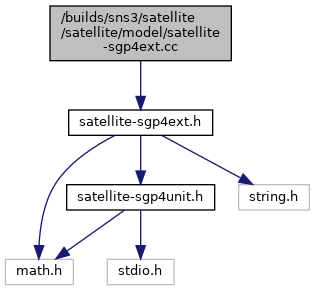 /builds/sns3/satellite
/satellite/model/satellite
-sgp4ext.cc
satellite-sgp4ext.h
satellite-sgp4unit.h
string.h
math.h
stdio.h